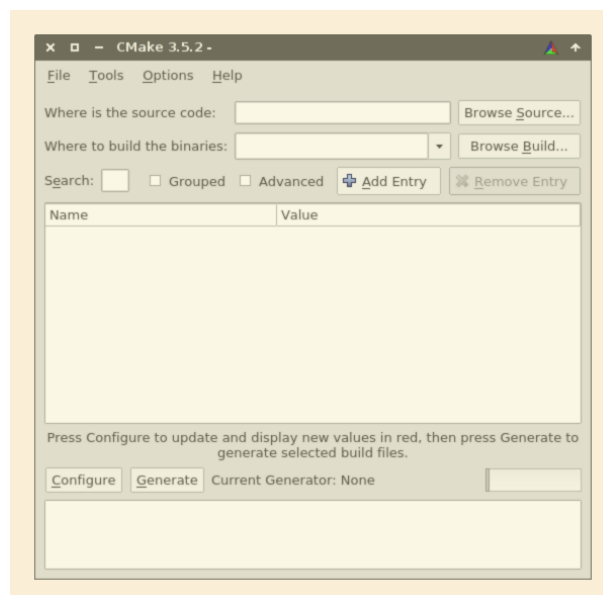 CMake 3.5.2 -
File Tools Options Help
Where is the source code: Browse Source...
Where to build the binaries: Browse Build...
Search: Grouped Advanced Add Entry Remove Entry
Name Value
Press Configure to update and display new values in red, then press Generate to
generate selected build files.
Configure Generate Current Generator: None